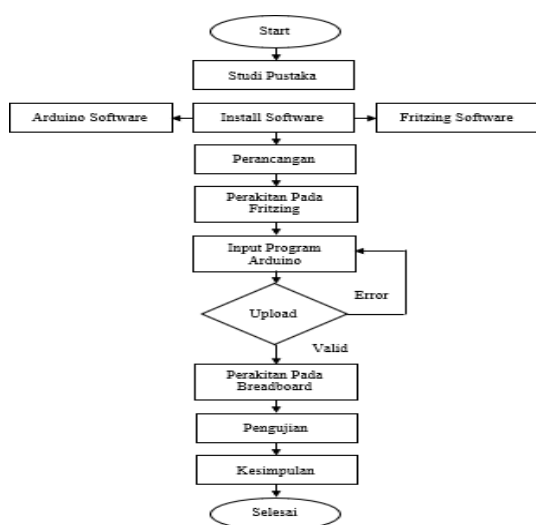 Start
Studi Pustaka
Arduino Software
Install Software
Fritzing Software
Perancangan
Perakitan Pada
Fritzing
Input Program
Arduino
Error
Upload
Valid
Perakitan Pada
Breadboard
Pengujian
Kesimpulan
Selesai